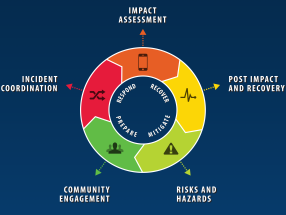 IMPACT
ASSESSMENT
INCIDENT
COORDINATION
POST IMPACT
AND RECOVERY
RESPOND
RECOVER
PREPARE
MITIGATE
COMMUNITY
ENGAGEMENT
RISKS AND
HAZARDS